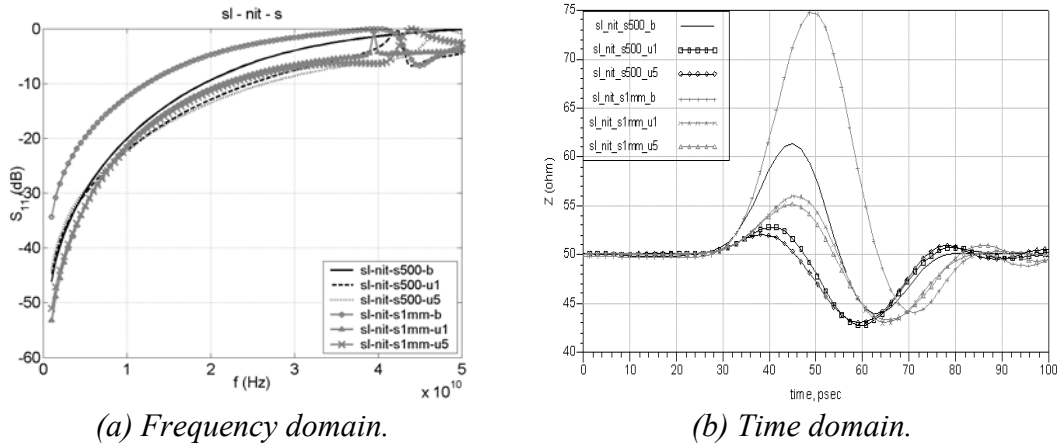 sl - nit - s
0
-10
-20
-30
-40
-50
-60
S11 (dB)
0
1
2
3
4
5
f (Hz)
x 10^10
sl-nit-s500-b
sl-nit-s500-u1
sl-nit-s500-u5
sl-nit-s1mm-b
sl-nit-s1mm-u1
sl-nit-s1mm-u5
(a) Frequency domain.
75
70
65
60
55
50
45
40
Z (ohm)
sl_nit_s500_b
sl_nit_s500_u1
sl_nit_s500_u5
sl_nit_s1mm_b
sl_nit_s1mm_u1
sl_nit_s1mm_u5
0
10
20
30
40
50
60
70
80
90
100
time, psec
(b) Time domain.